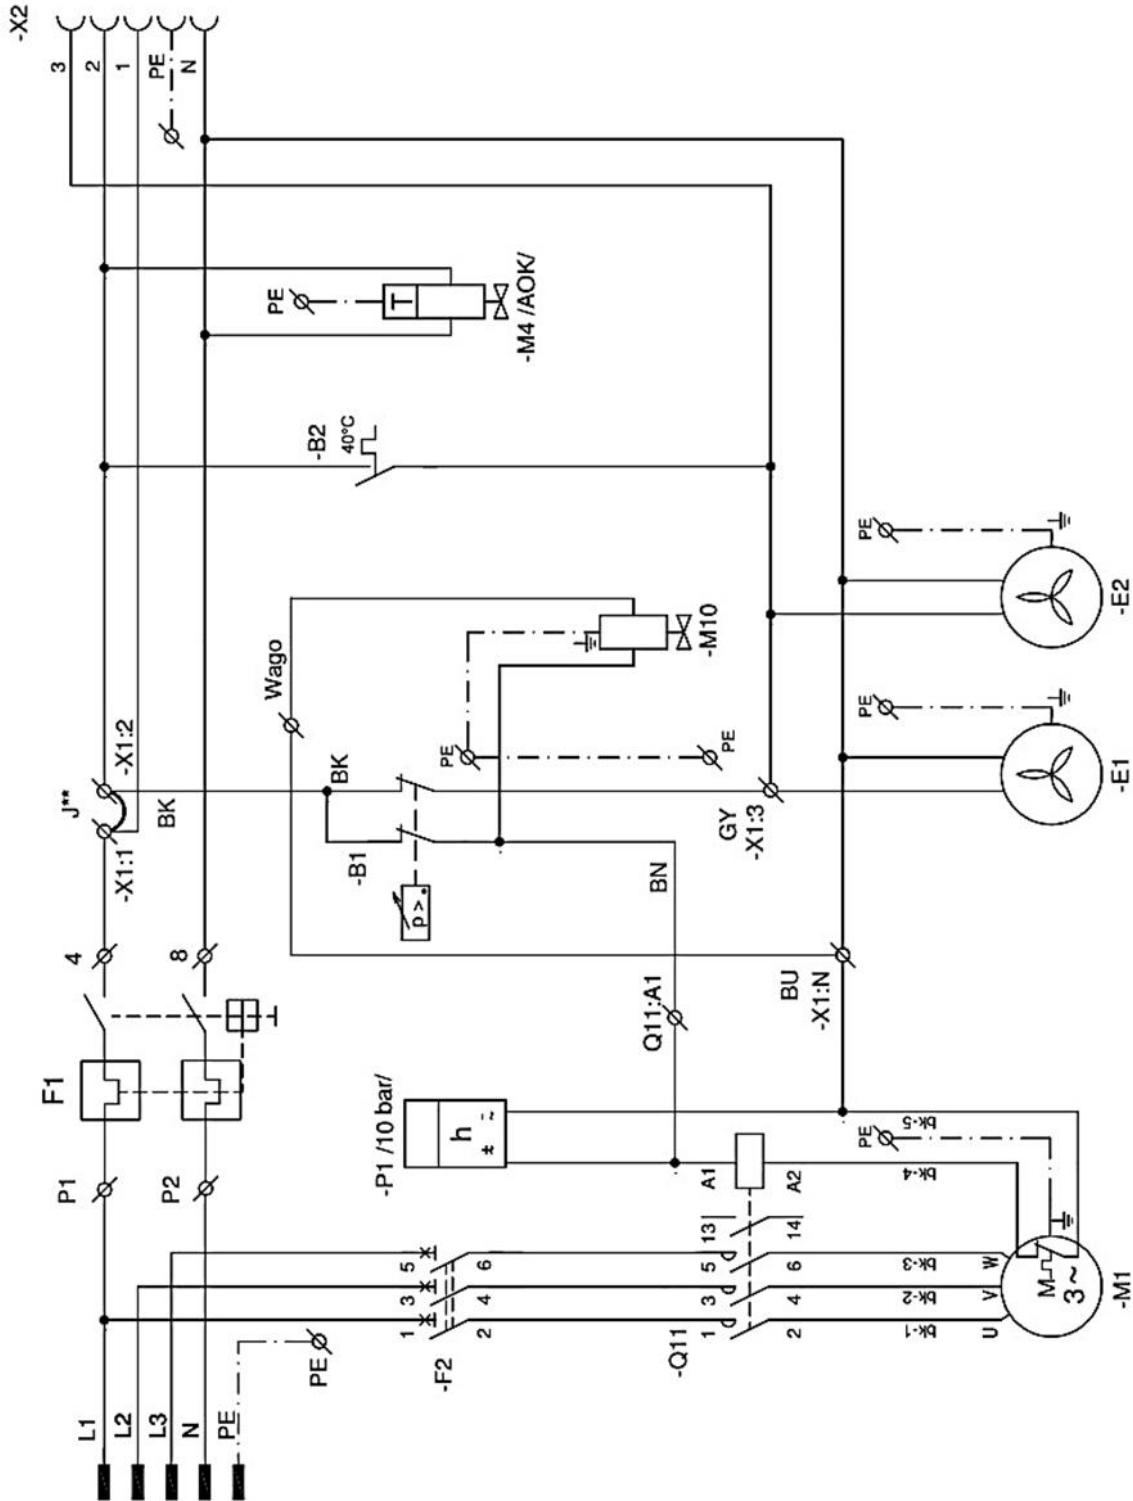 -X2
3
2
1
PE
N
PE
-M4 /AOK/
-B2
40°C
Wago
-M10
PE
PE
PE
PE
-E2
-E1
J**
-X1:2
-X1:1
BK
BK
-B1
p >
GY
-X1:3
BN
4
8
BU
-X1:N
Q11:A1
F1
-P1 /10 bar/
h
± ~
P1
P2
A1
A2
13
14
PE
bk-5
bk-4
bk-3
bk-2
bk-1
5
3
1
6
4
2
5
3
1
6
4
2
-F2
-Q11
W
V
U
M
3~
-M1
L1
L2
L3
N
PE
PE